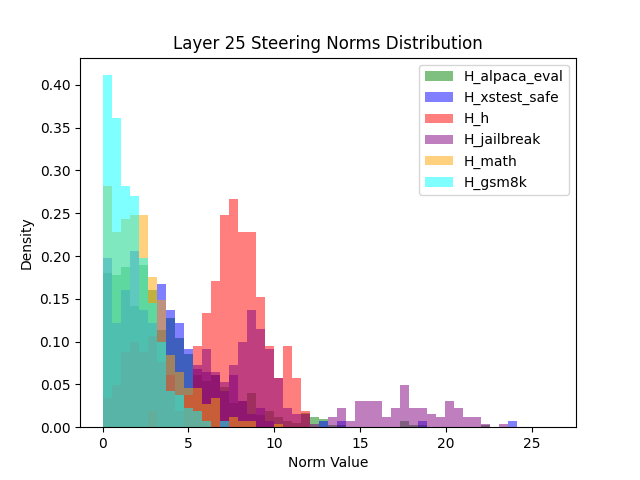 Layer 25 Steering Norms Distribution
H_alpaca_eval
H_xstest_safe
H_h
H_jailbreak
H_math
H_gsm8k
0.40
0.35
0.30
0.25
0.20
0.15
0.10
0.05
0.00
Density
0 5 10 15 20 25
Norm Value